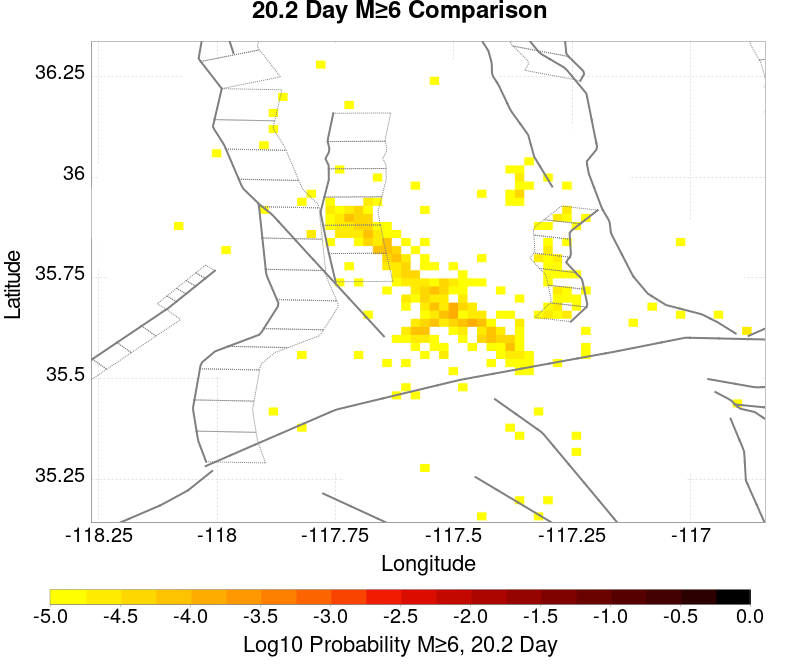 20.2 Day M≥6 Comparison
36.25
36
35.75
35.5
35.25
Latitude
-118.25 -118 -117.75 -117.5 -117.25 -117
Longitude
-5.0 -4.5 -4.0 -3.5 -3.0 -2.5 -2.0 -1.5 -1.0 -0.5 0.0
Log10 Probability M≥6, 20.2 Day